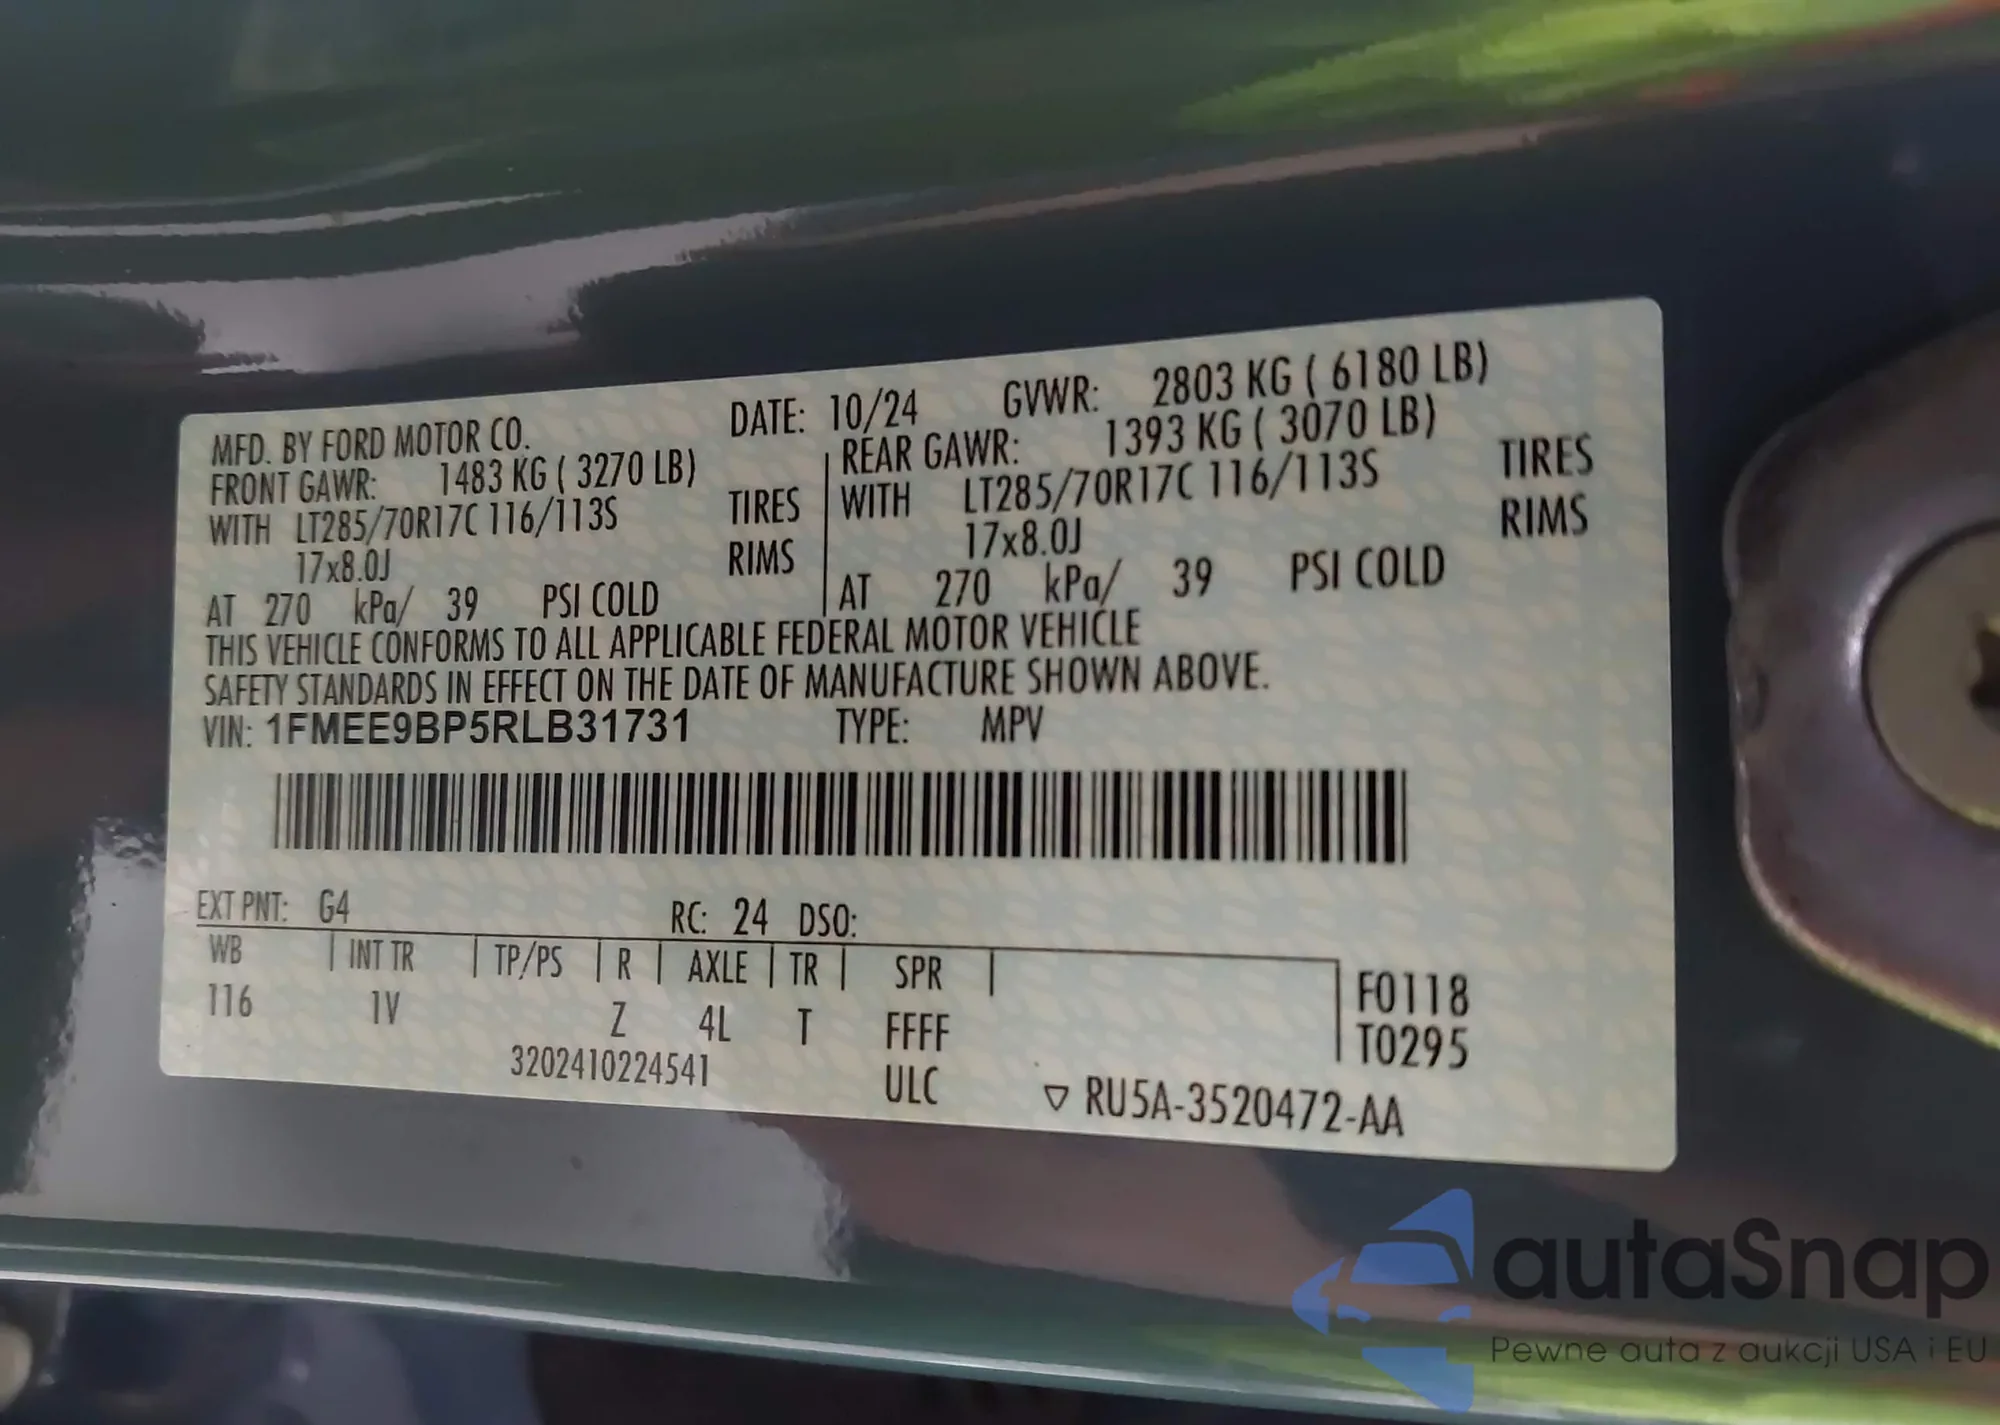 MFD. BY FORD MOTOR CO. DATE: 10/24 GVWR: 2803 KG ( 6180 LB)
FRONT GAWR: 1483 KG ( 3270 LB) REAR GAWR: 1393 KG ( 3070 LB)
WITH LT285/70R17C 116/113S TIRES WITH LT285/70R17C 116/113S TIRES
17x8.0J RIMS 17x8.0J RIMS
AT 270 kPa/ 39 PSI COLD AT 270 kPa/ 39 PSI COLD
THIS VEHICLE CONFORMS TO ALL APPLICABLE FEDERAL MOTOR VEHICLE
SAFETY STANDARDS IN EFFECT ON THE DATE OF MANUFACTURE SHOWN ABOVE.
VIN: 1FMEE9BP5RLB31731 TYPE: MPV
EXT PNT: G4 RC: 24 DSO:
WB INT TR TP/PS R AXLE TR SPR F0118
116 1V Z 4L T FFFF T0295
3202410224541 ULC ▽ RU5A-3520472-AA
autaSnap
Pewne auta z aukcji USA i EU